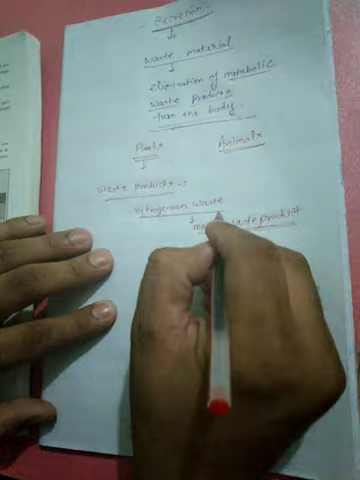 Excretion
waste material
elimination of metabolic
waste products
from the body.
Plants
Animals
waste products →
nitrogenous waste
waste product